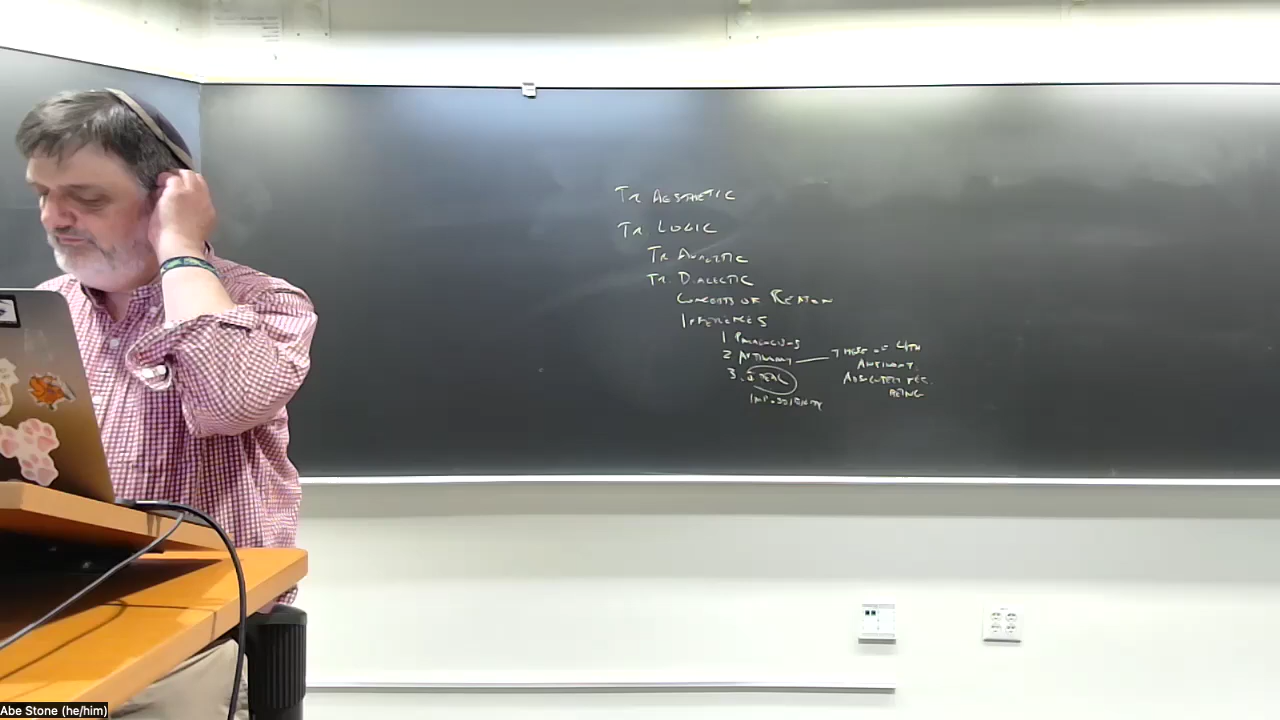 Tr. AESTHETIC
Tr. LOGIC
Tr. ANALYTIC
Tr. DIALECTIC
CONCEPTS OF REASON
INFERENCES
1 PARALOGISMS
2 ANTINOMY — THESIS OF 4TH
ANTINOMY:
3. IDEAL
ABSOLUTELY NEC.
BEING
IMPOSSIBILITY
Abe Stone (he/him)